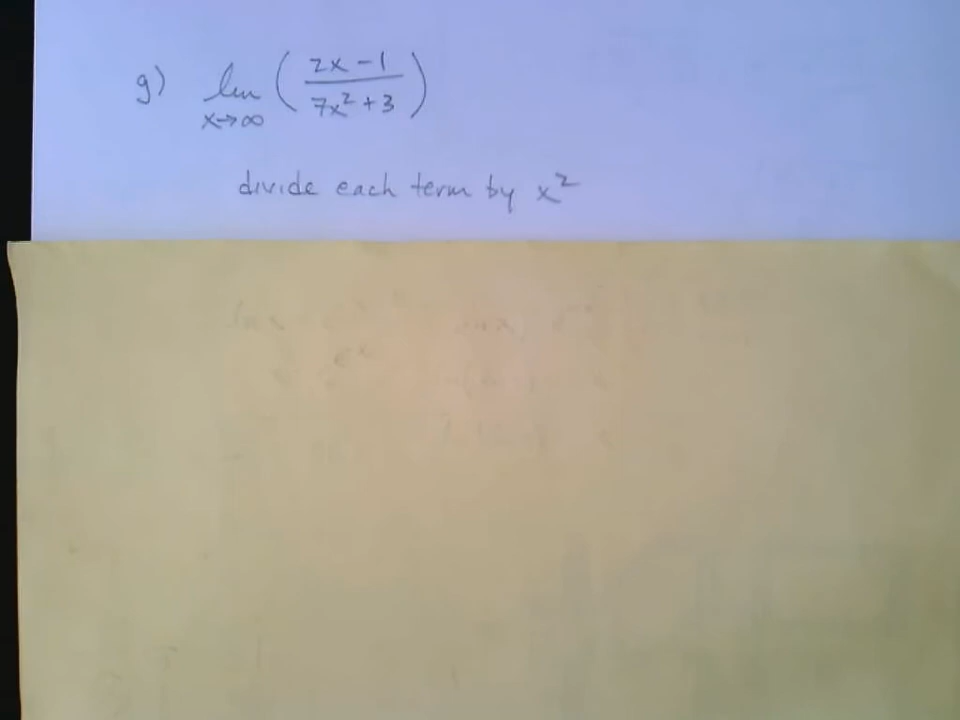 g) lim ( (2x - 1) / (7x² + 3) )
x→∞
divide each term by x²